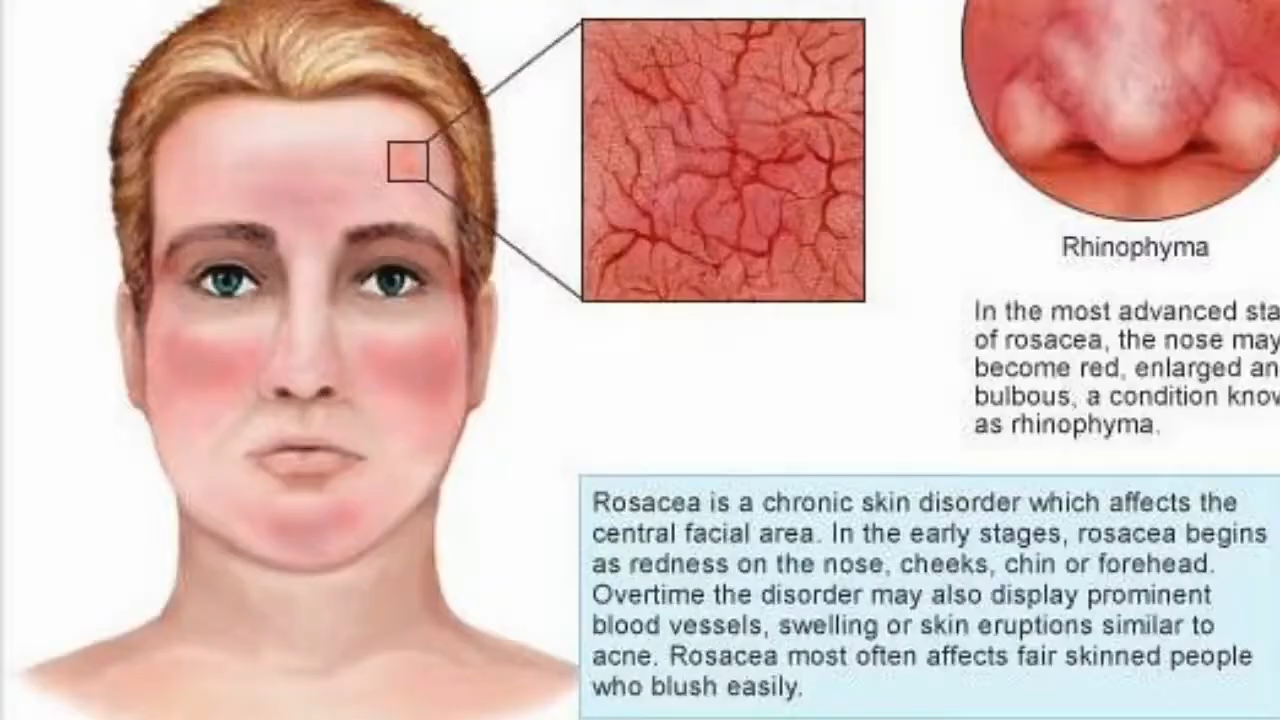 Rhinophyma
In the most advanced sta
of rosacea, the nose may
become red, enlarged an
bulbous, a condition know
as rhinophyma.
Rosacea is a chronic skin disorder which affects the
central facial area. In the early stages, rosacea begins
as redness on the nose, cheeks, chin or forehead.
Overtime the disorder may also display prominent
blood vessels, swelling or skin eruptions similar to
acne. Rosacea most often affects fair skinned people
who blush easily.